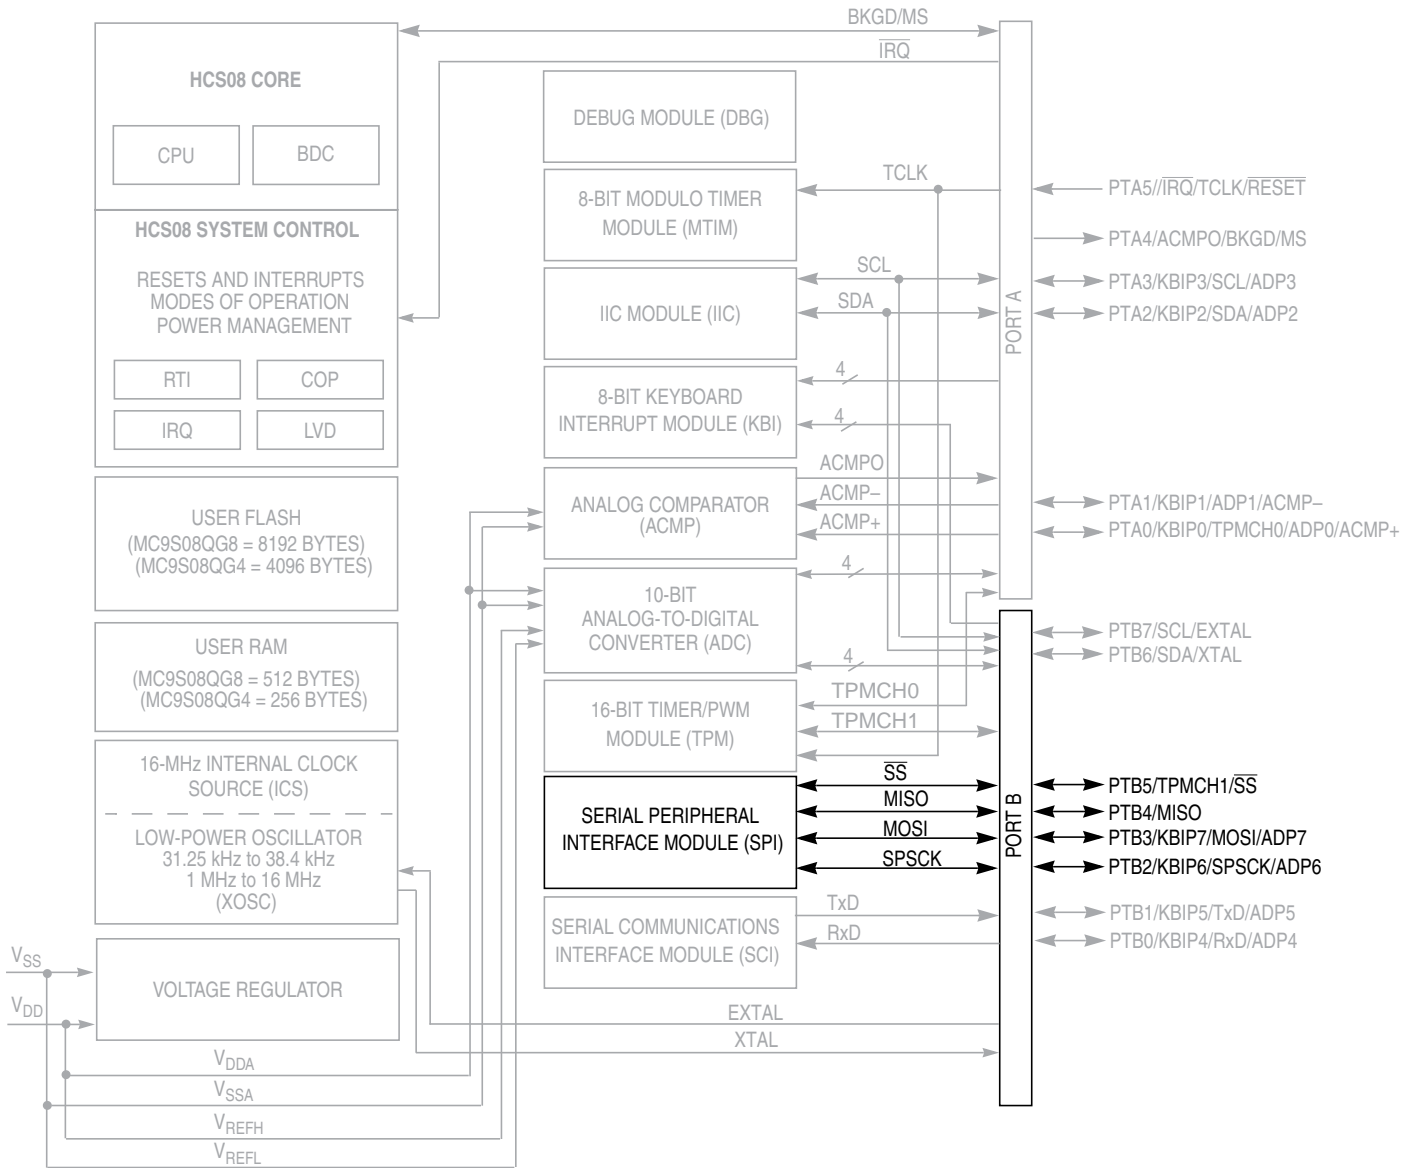 BKGD/MS
IRQ
HCS08 CORE
CPU
BDC
HCS08 SYSTEM CONTROL
RESETS AND INTERRUPTS
MODES OF OPERATION
POWER MANAGEMENT
RTI
COP
IRQ
LVD
USER FLASH
(MC9S08QG8 = 8192 BYTES)
(MC9S08QG4 = 4096 BYTES)
USER RAM
(MC9S08QG8 = 512 BYTES)
(MC9S08QG4 = 256 BYTES)
16-MHz INTERNAL CLOCK
SOURCE (ICS)
LOW-POWER OSCILLATOR
31.25 kHz to 38.4 kHz
1 MHz to 16 MHz
(XOSC)
VSS
VDD
VOLTAGE REGULATOR
VDDA
VSSA
VREFH
VREFL
DEBUG MODULE (DBG)
8-BIT MODULO TIMER
MODULE (MTIM)
TCLK
IIC MODULE (IIC)
SCL
SDA
8-BIT KEYBOARD
INTERRUPT MODULE (KBI)
4
4
ANALOG COMPARATOR
(ACMP)
ACMPO
ACMP–
ACMP+
10-BIT
ANALOG-TO-DIGITAL
CONVERTER (ADC)
4
4
16-BIT TIMER/PWM
MODULE (TPM)
TPMCH0
TPMCH1
SERIAL PERIPHERAL
INTERFACE MODULE (SPI)
SS
MISO
MOSI
SPSCK
SERIAL COMMUNICATIONS
INTERFACE MODULE (SCI)
TxD
RxD
EXTAL
XTAL
PORT A
PORT B
PTA5//IRQ/TCLK/RESET
PTA4/ACMPO/BKGD/MS
PTA3/KBIP3/SCL/ADP3
PTA2/KBIP2/SDA/ADP2
PTA1/KBIP1/ADP1/ACMP–
PTA0/KBIP0/TPMCH0/ADP0/ACMP+
PTB7/SCL/EXTAL
PTB6/SDA/XTAL
PTB5/TPMCH1/SS
PTB4/MISO
PTB3/KBIP7/MOSI/ADP7
PTB2/KBIP6/SPSCK/ADP6
PTB1/KBIP5/TxD/ADP5
PTB0/KBIP4/RxD/ADP4